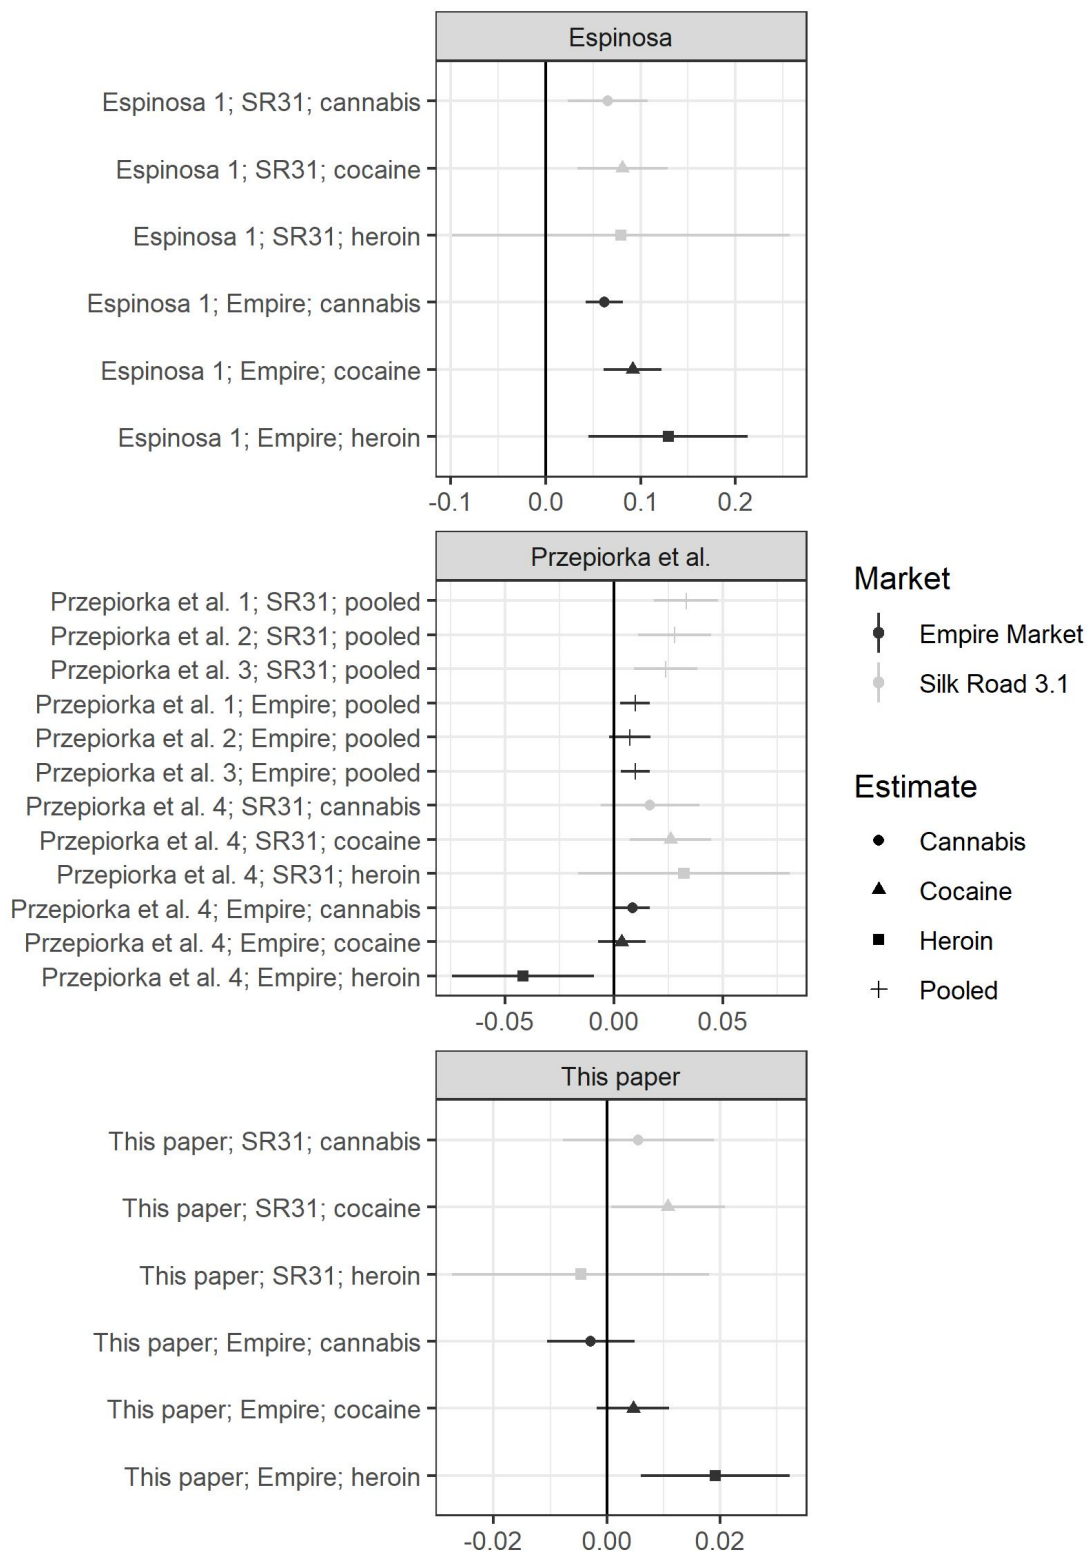 Espinosa
Espinosa 1; SR31; cannabis
Espinosa 1; SR31; cocaine
Espinosa 1; SR31; heroin
Espinosa 1; Empire; cannabis
Espinosa 1; Empire; cocaine
Espinosa 1; Empire; heroin
-0.1 0.0 0.1 0.2
Przepiorka et al.
Przepiorka et al. 1; SR31; pooled
Przepiorka et al. 2; SR31; pooled
Przepiorka et al. 3; SR31; pooled
Przepiorka et al. 1; Empire; pooled
Przepiorka et al. 2; Empire; pooled
Przepiorka et al. 3; Empire; pooled
Przepiorka et al. 4; SR31; cannabis
Przepiorka et al. 4; SR31; cocaine
Przepiorka et al. 4; SR31; heroin
Przepiorka et al. 4; Empire; cannabis
Przepiorka et al. 4; Empire; cocaine
Przepiorka et al. 4; Empire; heroin
-0.05 0.00 0.05
This paper
This paper; SR31; cannabis
This paper; SR31; cocaine
This paper; SR31; heroin
This paper; Empire; cannabis
This paper; Empire; cocaine
This paper; Empire; heroin
-0.02 0.00 0.02
Market
Empire Market
Silk Road 3.1
Estimate
Cannabis
Cocaine
Heroin
Pooled